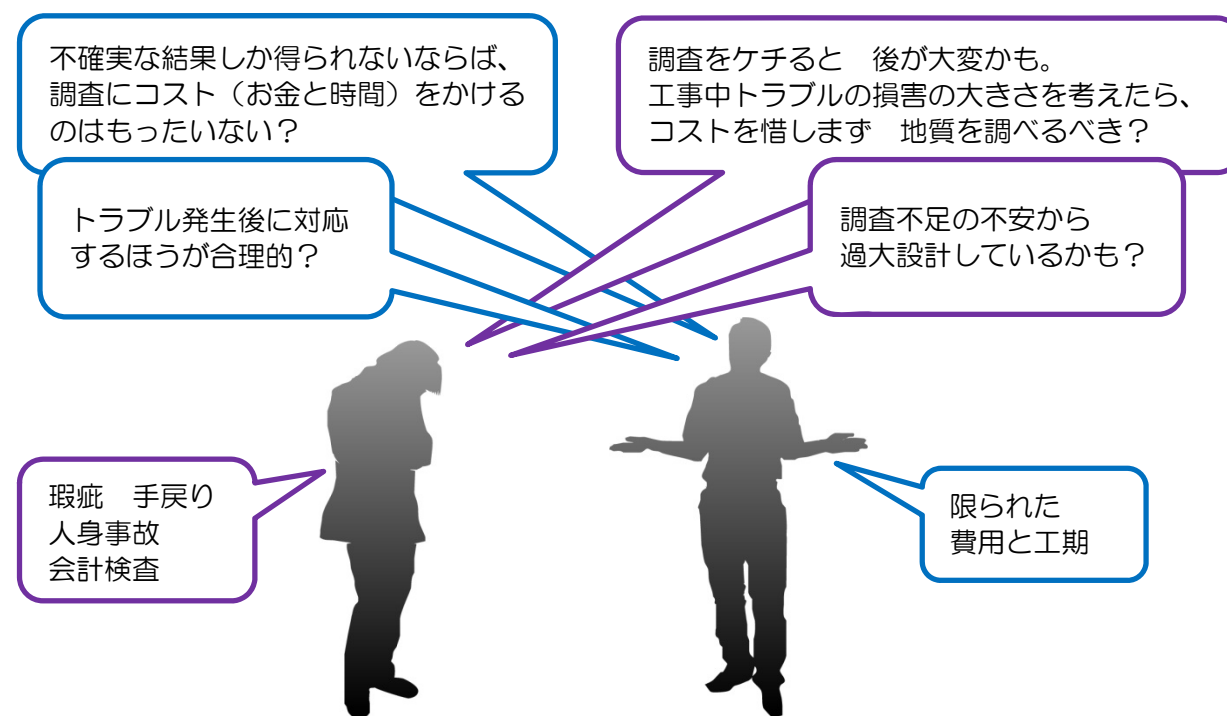 不確実な結果しか得られないならば、
調査にコスト（お金と時間）をかける
のはもったいない？
調査をケチると　後が大変かも。
工事中トラブルの損害の大きさを考えたら、
コストを惜しまず　地質を調べるべき？
トラブル発生後に対応
するほうが合理的？
調査不足の不安から
過大設計しているかも？
瑕疵　手戻り
人身事故
会計検査
限られた
費用と工期